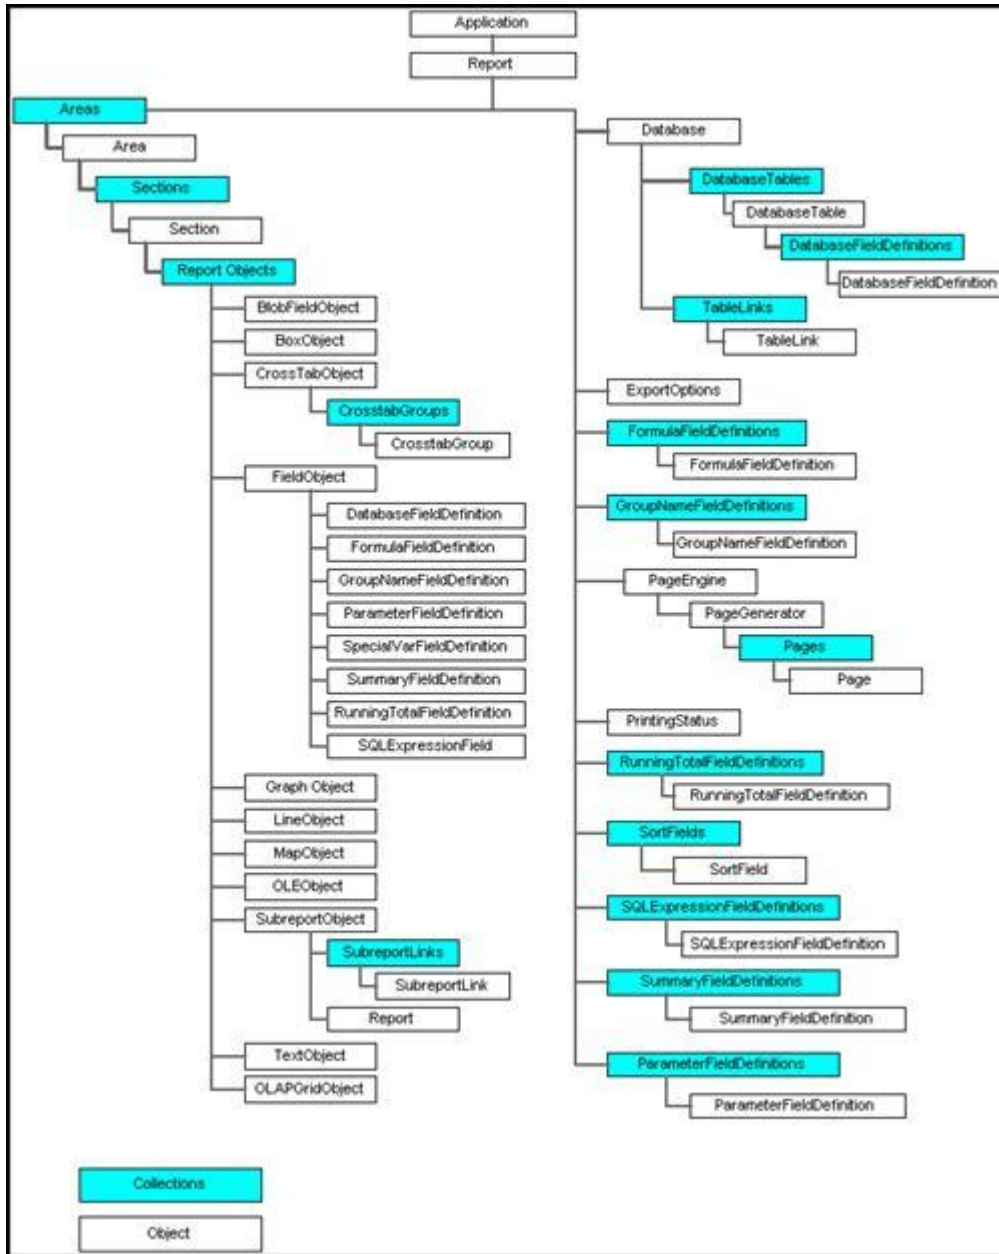 Application
Report
Areas
Area
Sections
Section
Report Objects
BlobFieldObject
BoxObject
CrossTabObject
CrosstabGroups
CrosstabGroup
FieldObject
DatabaseFieldDefinition
FormulaFieldDefinition
GroupNameFieldDefinition
ParameterFieldDefinition
SpecialVarFieldDefinition
SummaryFieldDefinition
RunningTotalFieldDefinition
SQLExpressionField
Graph Object
LineObject
MapObject
OLEObject
SubreportObject
SubreportLinks
SubreportLink
Report
TextObject
OLAPGridObject
Database
DatabaseTables
DatabaseTable
DatabaseFieldDefinitions
DatabaseFieldDefinition
TableLinks
TableLink
ExportOptions
FormulaFieldDefinitions
FormulaFieldDefinition
GroupNameFieldDefinitions
GroupNameFieldDefinition
PageEngine
PageGenerator
Pages
Page
PrintingStatus
RunningTotalFieldDefinitions
RunningTotalFieldDefinition
SortFields
SortField
SQLExpressionFieldDefinitions
SQLExpressionFieldDefinition
SummaryFieldDefinitions
SummaryFieldDefinition
ParameterFieldDefinitions
ParameterFieldDefinition
Collections
Object